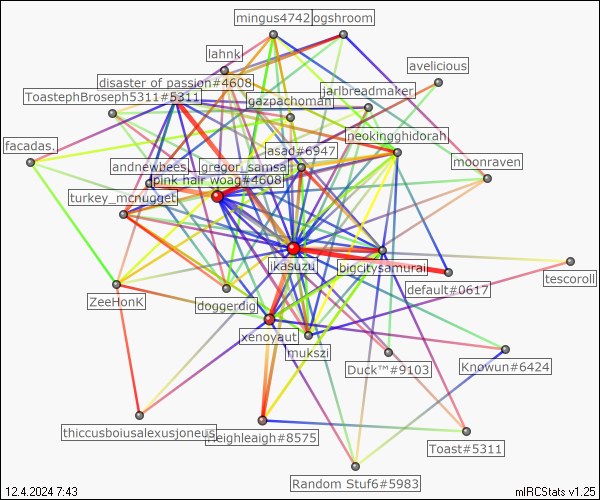 mingus4742
ogshroom
lahnk
avelicious
disaster of passion#4608
jarlbreadmaker
ToastephBroseph5311#5311
gazpachoman
neokingghidorah
facadas.
asad#6947
moonraven
andnewbees
gregor_samsa
pink hair woag#4608
turkey_mcnugget
ikasuzu
bigcitysamurai
tescoroll
default#0617
ZeeHonk
doggerdig
xenoyaut
mukszi
Duck™#9103
Knowun#6424
thiccusboiusalexusjoneus
Heighleaigh#8575
Toast#5311
Random Stuf6#5983
12.4.2024 7:43
mIRCStats v1.25